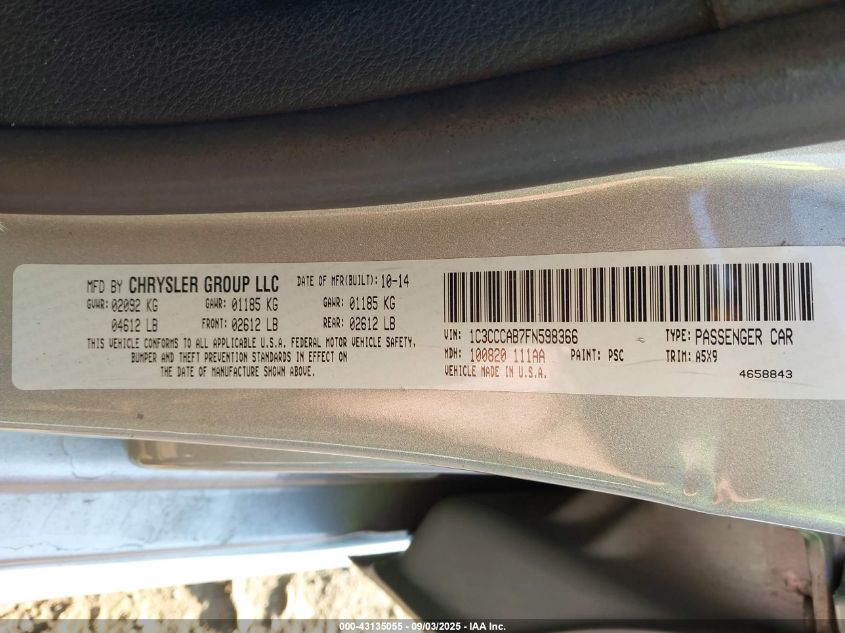 MFD BY CHRYSLER GROUP LLC DATE OF MFR(BUILT): 10-14
GVWR: 02092 KG GAWR: 01185 KG GAWR: 01185 KG
04612 LB FRONT: 02612 LB REAR: 02612 LB
THIS VEHICLE CONFORMS TO ALL APPLICABLE U.S.A. FEDERAL MOTOR VEHICLE SAFETY,
BUMPER AND THEFT PREVENTION STANDARDS IN EFFECT ON
THE DATE OF MANUFACTURE SHOWN ABOVE.
VIN: 1C3CCCAB7FN598366 TYPE: PASSENGER CAR
MDH: 100820 111AA PAINT: PSC TRIM: A5X9
VEHICLE MADE IN U.S.A. 4658843
000-43135055 - 09/03/2025 - IAA Inc.